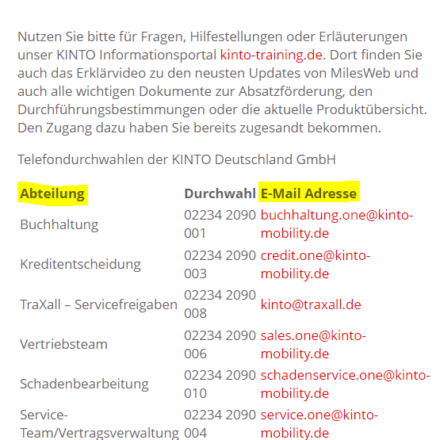 Nutzen Sie bitte für Fragen, Hilfestellungen oder Erläuterungen
unser KINTO Informationsportal kinto-training.de. Dort finden Sie
auch das Erklärvideo zu den neusten Updates von MilesWeb und
auch alle wichtigen Dokumente zur Absatzförderung, den
Durchführungsbestimmungen oder die aktuelle Produktübersicht.
Den Zugang dazu haben Sie bereits zugesandt bekommen.
Telefondurchwahlen der KINTO Deutschland GmbH
Abteilung Durchwahl E-Mail Adresse
Buchhaltung 02234 2090 buchhaltung.one@kinto-
001 mobility.de
Kreditentscheidung 02234 2090 credit.one@kinto-
003 mobility.de
TraXall – Servicefreigaben 02234 2090 kinto@traxall.de
008
Vertriebsteam 02234 2090 sales.one@kinto-
006 mobility.de
Schadenbearbeitung 02234 2090 schadenservice.one@kinto-
010 mobility.de
Service- 02234 2090 service.one@kinto-
Team/Vertragsverwaltung 004 mobility.de